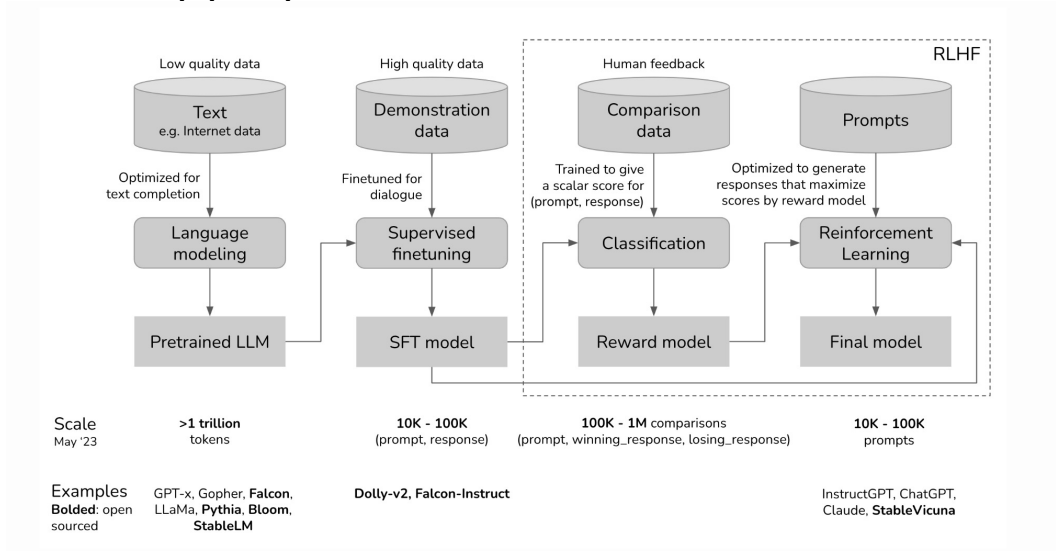 RLHF
Low quality data
High quality data
Human feedback
Text
e.g. Internet data
Demonstration
data
Comparison
data
Prompts
Optimized for
text completion
Finetuned for
dialogue
Trained to give
a scalar score for
(prompt, response)
Optimized to generate
responses that maximize
scores by reward model
Language
modeling
Supervised
finetuning
Classification
Reinforcement
Learning
Pretrained LLM
SFT model
Reward model
Final model
Scale
May ‘23
>1 trillion
tokens
10K - 100K
(prompt, response)
100K - 1M comparisons
(prompt, winning_response, losing_response)
10K - 100K
prompts
Examples
Bolded: open
sourced
GPT-x, Gopher, Falcon,
LLaMa, Pythia, Bloom,
StableLM
Dolly-v2, Falcon-Instruct
InstructGPT, ChatGPT,
Claude, StableVicuna